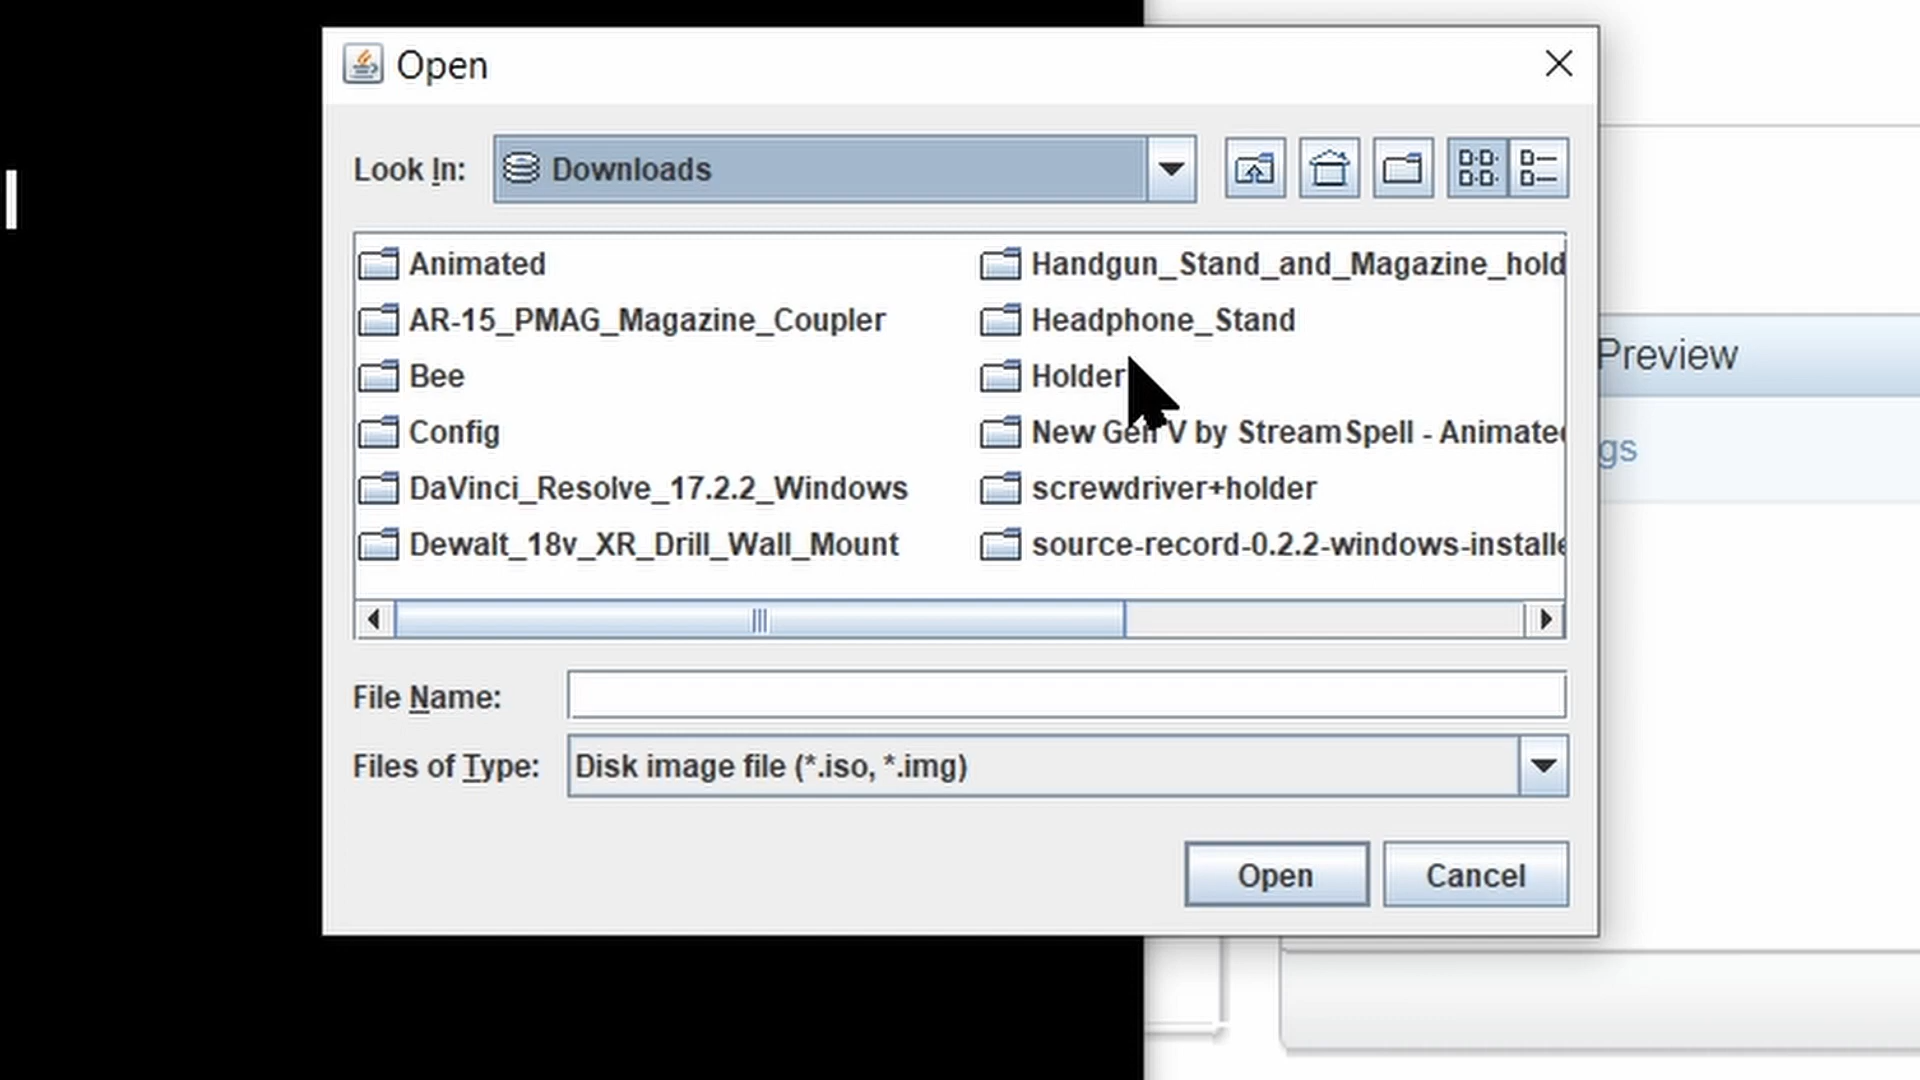 Open
Look In:
Downloads
Animated
AR-15_PMAG_Magazine_Coupler
Bee
Config
DaVinci_Resolve_17.2.2_Windows
Dewalt_18v_XR_Drill_Wall_Mount
Handgun_Stand_and_Magazine_hold
Headphone_Stand
Holder
New Gen V by StreamSpell - Animated
screwdriver+holder
source-record-0.2.2-windows-installe
File Name:
Files of Type:
Disk image file (*.iso, *.img)
Open
Cancel
Preview
gs